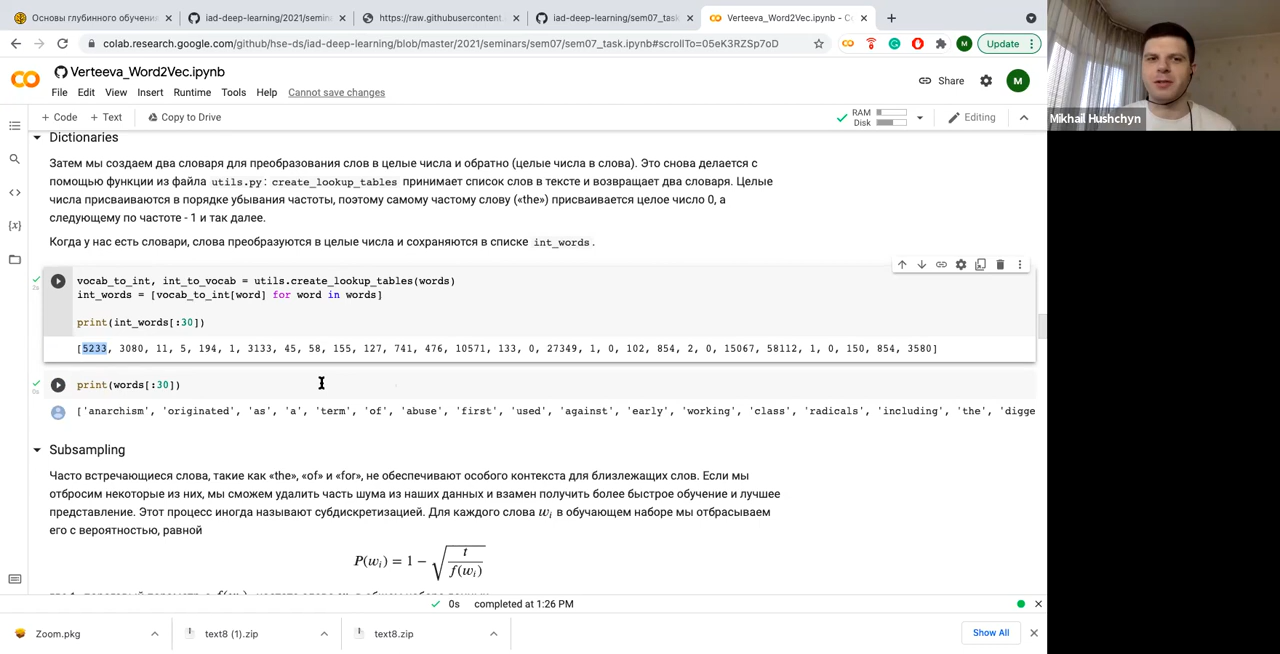 Основы глубинного обучения
iad-deep-learning/2021/semina
https://raw.githubusercontent.
iad-deep-learning/sem07_task.
Verteeva_Word2Vec.ipynb - Co
colab.research.google.com/github/hse-ds/iad-deep-learning/blob/master/2021/seminars/sem07/sem07_task.ipynb#scrollTo=05eK3RZSp7oD
M
Update
Verteeva_Word2Vec.ipynb
Share
M
File Edit View Insert Runtime Tools Help Cannot save changes
+ Code + Text Copy to Drive
RAM
Disk
Editing
Mikhail Hushchyn
Dictionaries
Затем мы создаем два словаря для преобразования слов в целые числа и обратно (целые числа в слова). Это снова делается с
помощью функции из файла utils.py: create_lookup_tables принимает список слов в тексте и возвращает два словаря. Целые
числа присваиваются в порядке убывания частоты, поэтому самому частому слову («the») присваивается целое число 0, а
следующему по частоте - 1 и так далее.
Когда у нас есть словари, слова преобразуются в целые числа и сохраняются в списке int_words.
vocab_to_int, int_to_vocab = utils.create_lookup_tables(words)
2s
int_words = [vocab_to_int[word] for word in words]
print(int_words[:30])
[5233, 3080, 11, 5, 194, 1, 3133, 45, 58, 155, 127, 741, 476, 10571, 133, 0, 27349, 1, 0, 102, 854, 2, 0, 15067, 58112, 1, 0, 150, 854, 3580]
print(words[:30])
0s
['anarchism', 'originated', 'as', 'a', 'term', 'of', 'abuse', 'first', 'used', 'against', 'early', 'working', 'class', 'radicals', 'including', 'the', 'digge
Subsampling
Часто встречающиеся слова, такие как «the», «of» и «for», не обеспечивают особого контекста для близлежащих слов. Если мы
отбросим некоторые из них, мы сможем удалить часть шума из наших данных и взамен получить более быстрое обучение и лучшее
представление. Этот процесс иногда называют субдискретизацией. Для каждого слова wᵢ в обучающем наборе мы отбрасываем
его с вероятностью, равной
P(wᵢ) = 1 − √(t / f(wᵢ))
0s completed at 1:26 PM
Zoom.pkg
text8 (1).zip
text8.zip
Show All